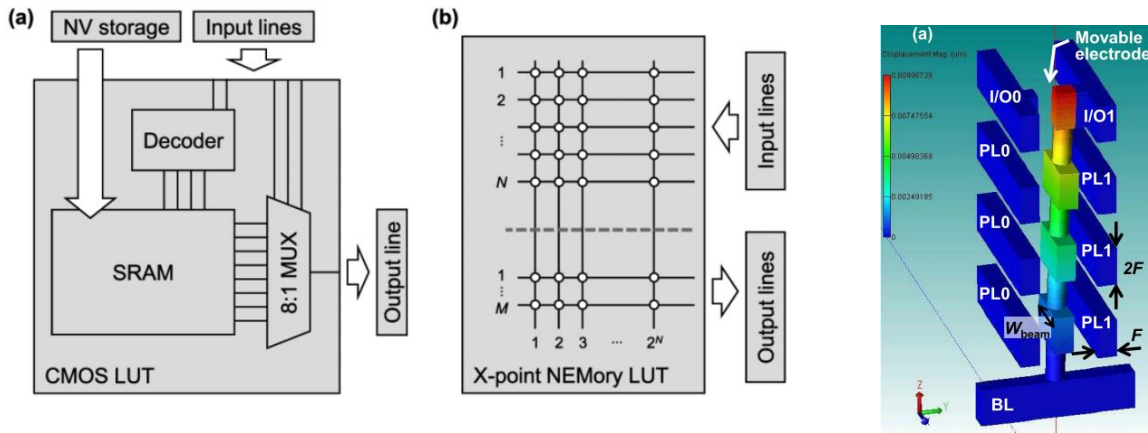 (a)
NV storage
Input lines
Decoder
SRAM
8:1 MUX
Output line
CMOS LUT
(b)
1
2
...
N
1
...
M
1 2 3 ... 2^N
X-point NEMory LUT
Input lines
Output lines
(a)
Movable
electrode
Displacement Mag. (um)
0.00996739
0.00747554
0.00498369
0.00249185
0
I/O0
I/O1
PL0
PL1
PL0
PL1
2F
PL0
PL1
W_beam
F
BL
Z
Y
X